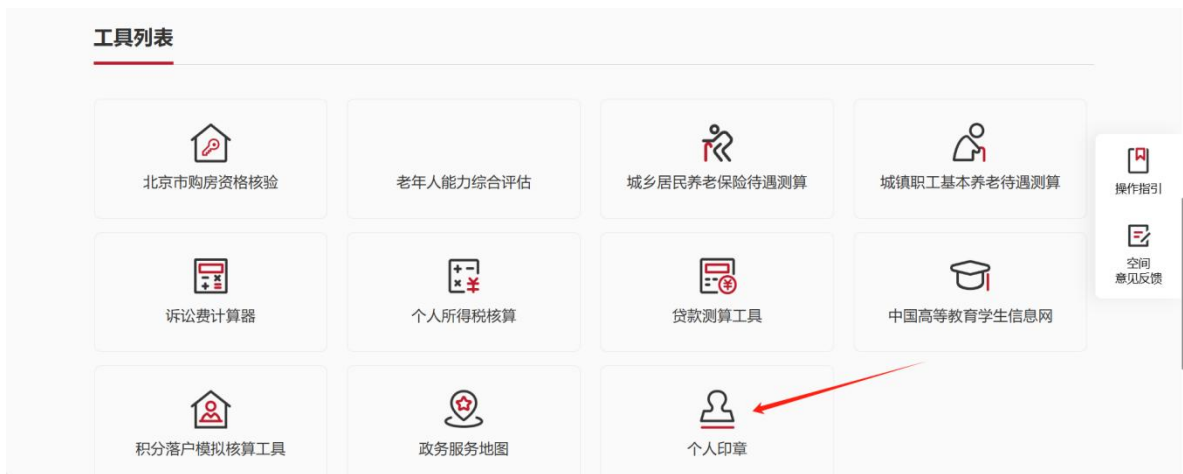 工具列表
北京市购房资格核验
老年人能力综合评估
城乡居民养老保险待遇测算
城镇职工基本养老待遇测算
操作指引
空间
意见反馈
诉讼费计算器
个人所得税核算
贷款测算工具
中国高等教育学生信息网
积分落户模拟核算工具
政务服务地图
个人印章